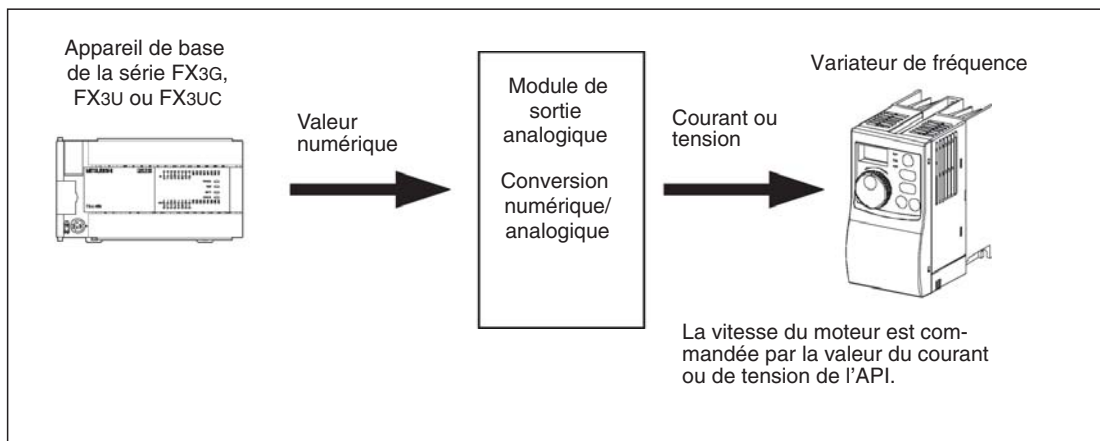 Appareil de base
de la série FX3G,
FX3U ou FX3UC
Valeur
numérique
Module de
sortie
analogique
Conversion
numérique/
analogique
Courant ou
tension
Variateur de fréquence
La vitesse du moteur est com-
mandée par la valeur du courant
ou de tension de l'API.